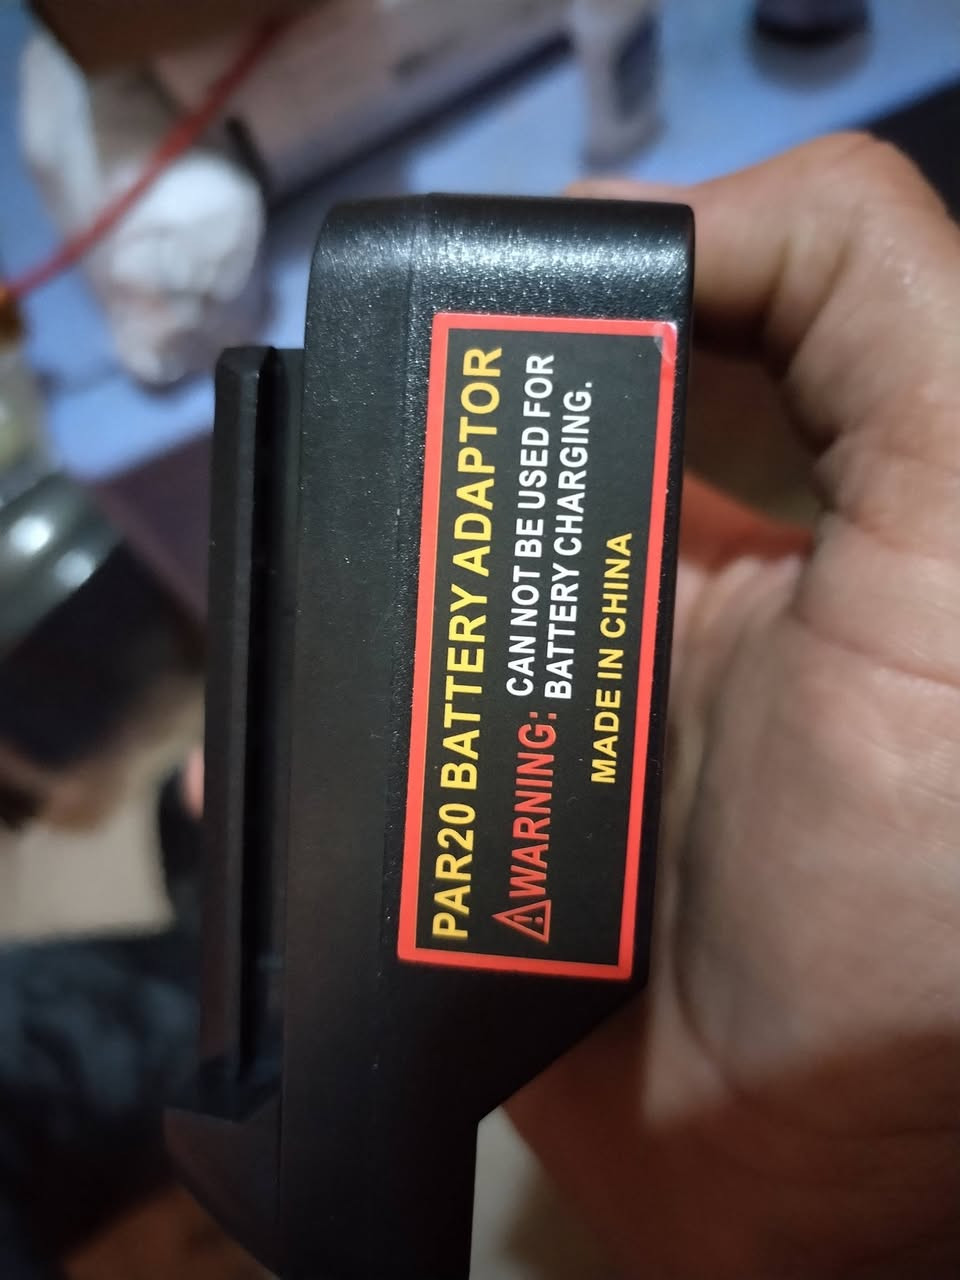 PAR20 BATTERY ADAPTOR
⚠WARNING: CAN NOT BE USED FOR
BATTERY CHARGING.
MADE IN CHINA